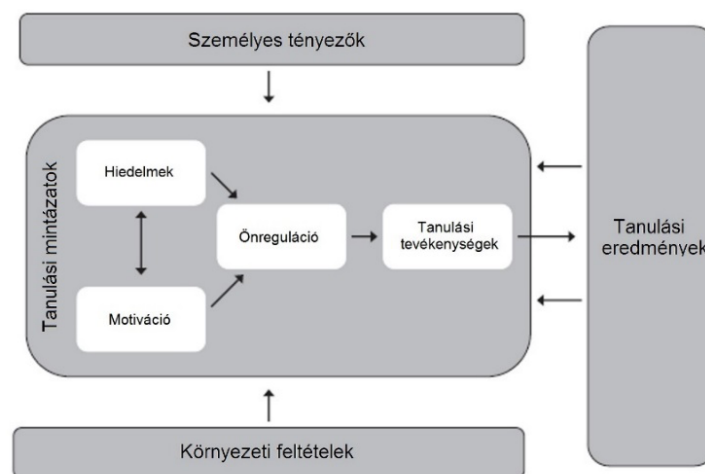 Személyes tényezők
Tanulási mintázatok
Hiedelmek
Motiváció
Önreguláció
Tanulási
tevékenységek
Tanulási
eredmények
Környezeti feltételek